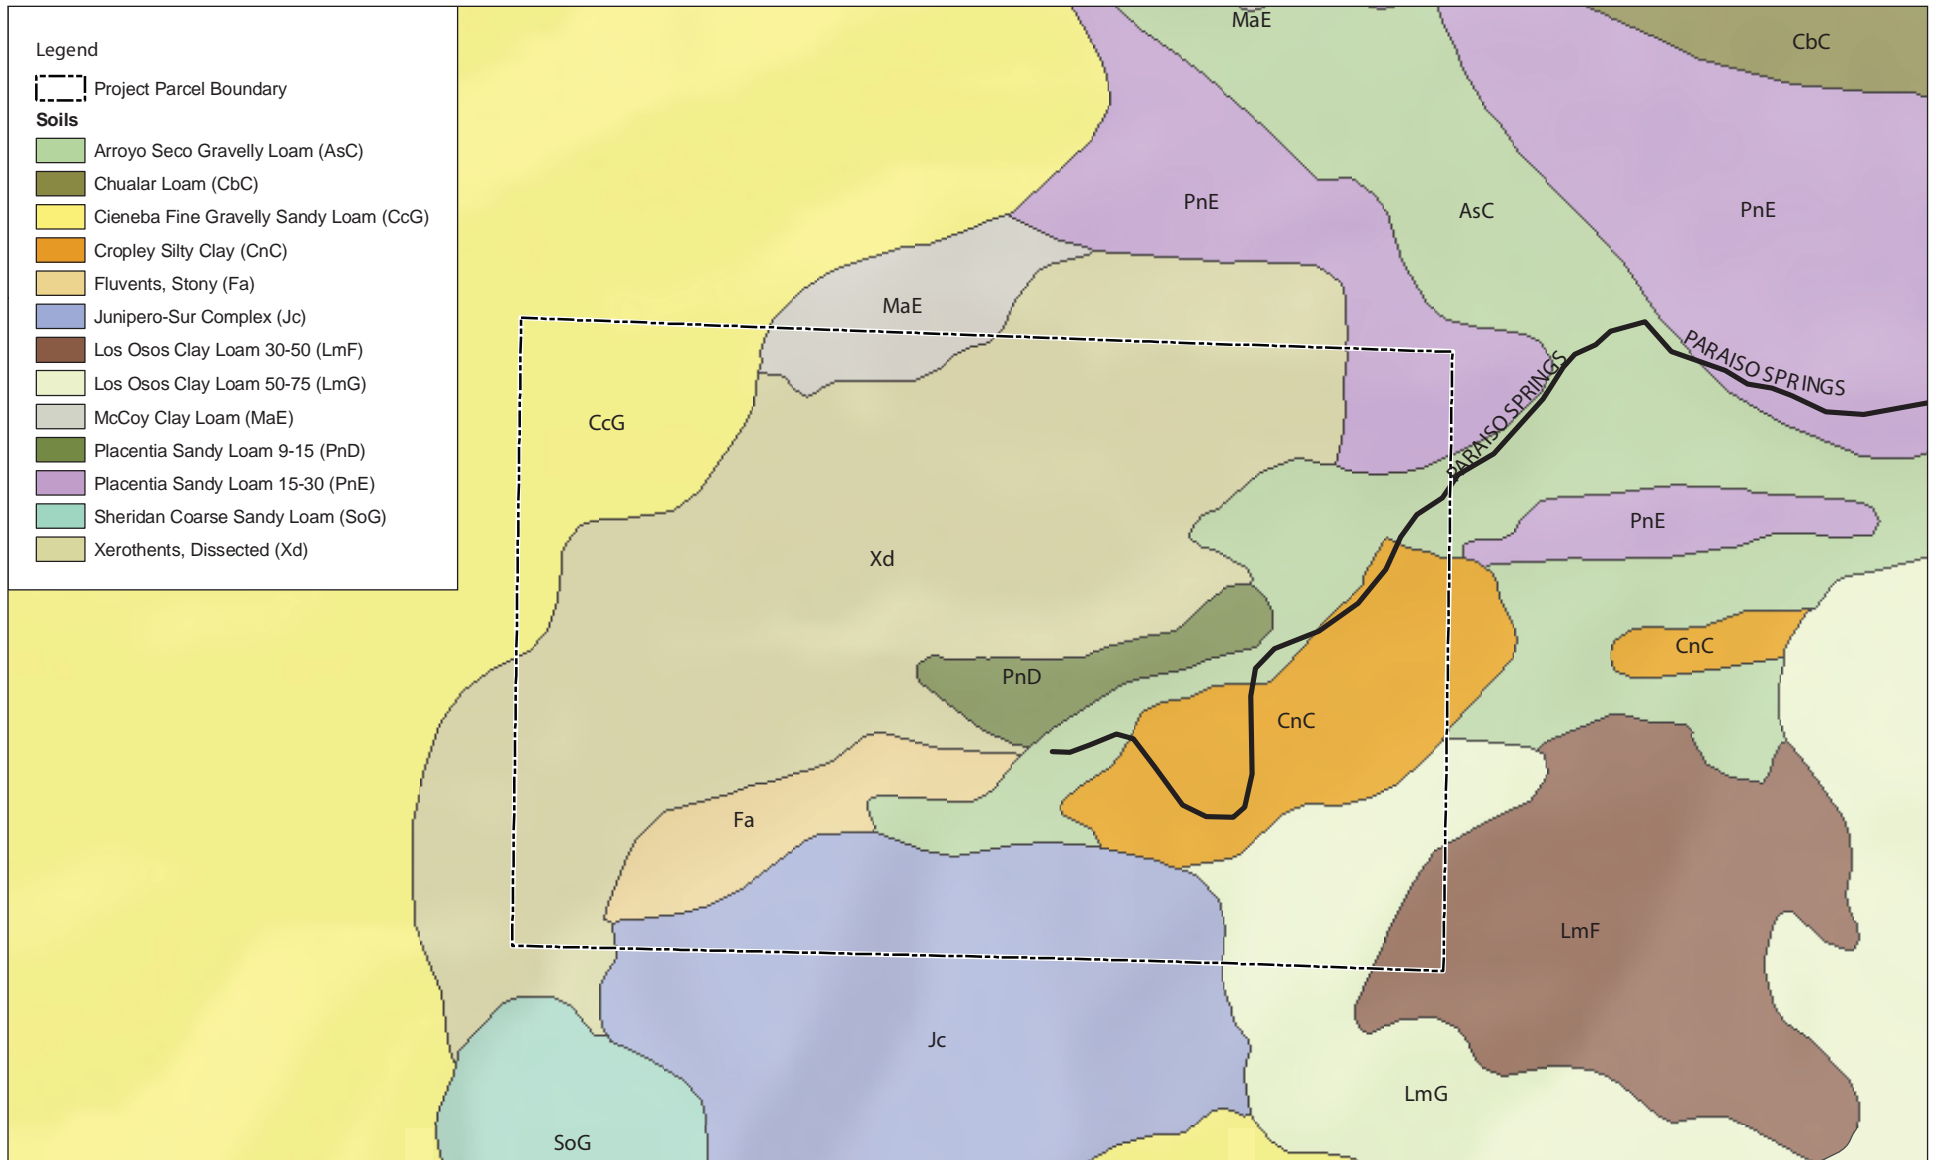 Legend
Project Parcel Boundary
Soils
Arroyo Seco Gravelly Loam (AsC)
Chualar Loam (CbC)
Cieneba Fine Gravelly Sandy Loam (CcG)
Cropley Silty Clay (CnC)
Fluvents, Stony (Fa)
Junipero-Sur Complex (Jc)
Los Osos Clay Loam 30-50 (LmF)
Los Osos Clay Loam 50-75 (LmG)
McCoy Clay Loam (MaE)
Placentia Sandy Loam 9-15 (PnD)
Placentia Sandy Loam 15-30 (PnE)
Sheridan Coarse Sandy Loam (SoG)
Xerothents, Dissected (Xd)
MaE
CbC
PnE
AsC
PnE
MaE
PARAISO SPRINGS
PARAISO SPRINGS
CcG
PnE
Xd
CnC
PnD
CnC
Fa
LmF
Jc
LmG
SoG